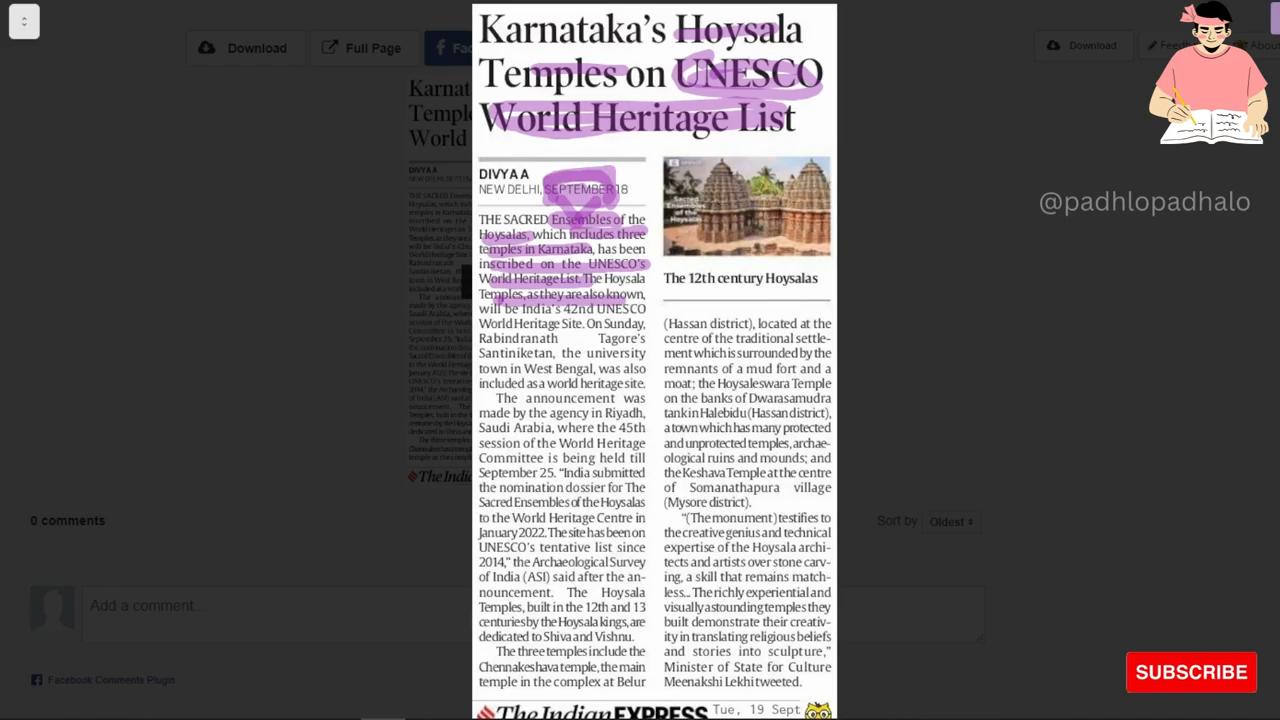 Download
Full Page
Fac
Download
Feedb
About
Karnataka's Hoysala
Temples on UNESCO
World Heritage List
DIVYA A
NEW DELHI, SEPTEMBER 18
THE SACRED Ensembles of the
Hoysalas, which includes three
temples in Karnataka, has been
inscribed on the UNESCO's
World Heritage List. The Hoysala
Temples, as they are also known,
will be India's 42nd UNESCO
World Heritage Site. On Sunday,
Rabindranath Tagore's
Santiniketan, the university
town in West Bengal, was also
included as a world heritage site.
The announcement was
made by the agency in Riyadh,
Saudi Arabia, where the 45th
session of the World Heritage
Committee is being held till
September 25. "India submitted
the nomination dossier for The
Sacred Ensembles of the Hoysalas
to the World Heritage Centre in
January 2022. The site has been on
UNESCO's tentative list since
2014," the Archaeological Survey
of India (ASI) said after the an-
nouncement. The Hoysala
Temples, built in the 12th and 13
centuries by the Hoysala kings, are
dedicated to Shiva and Vishnu.
The three temples include the
Chennakeshava temple, the main
temple in the complex at Belur
Sacred
Ensembles
of the
Hoysalas
The 12th century Hoysalas
(Hassan district), located at the
centre of the traditional settle-
ment which is surrounded by the
remnants of a mud fort and a
moat; the Hoysaleswara Temple
on the banks of Dwarasamudra
tank in Halebidu (Hassan district),
a town which has many protected
and unprotected temples, archae-
ological ruins and mounds; and
the Keshava Temple at the centre
of Somanathapura village
(Mysore district).
"(The monument) testifies to
the creative genius and technical
expertise of the Hoysala archi-
tects and artists over stone carv-
ing, a skill that remains match-
less... The richly experiential and
visually astounding temples they
built demonstrate their creativ-
ity in translating religious beliefs
and stories into sculpture,"
Minister of State for Culture
Meenakshi Lekhi tweeted.
The Indian EXPRESS
Tue, 19 Sept
@padhlopadhalo
0 comments
Sort by
Oldest
Add a comment...
Facebook Comments Plugin
SUBSCRIBE